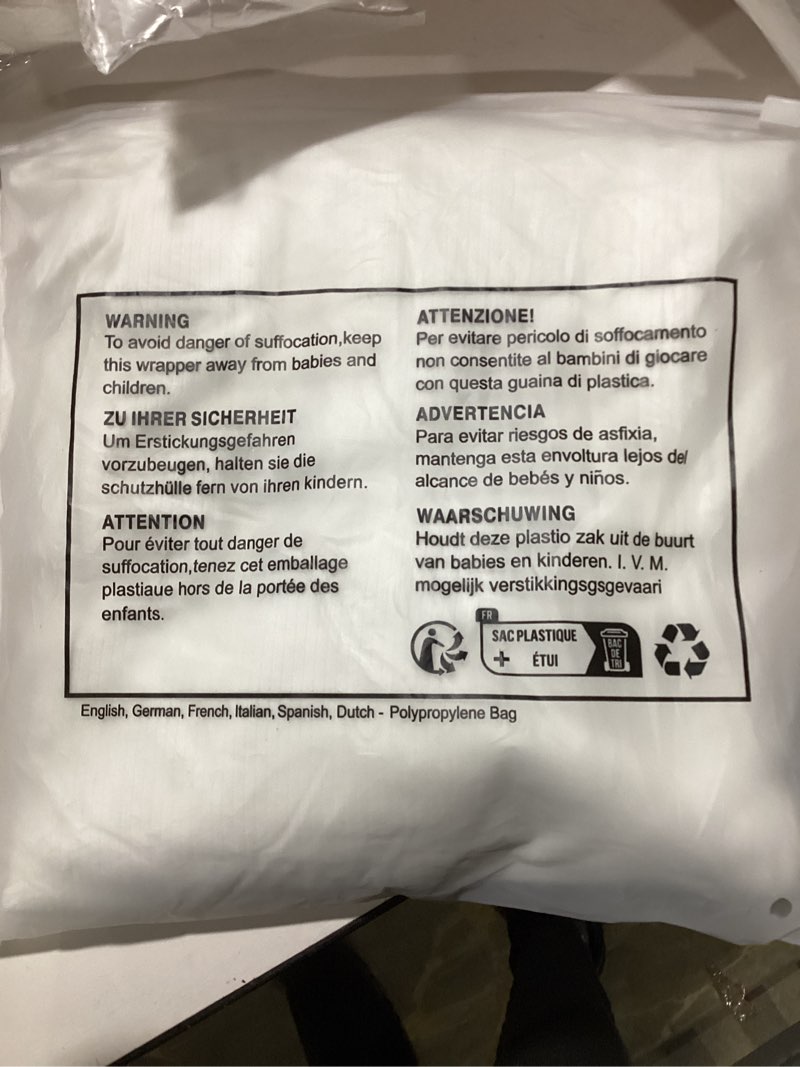 WARNING
To avoid danger of suffocation,keep
this wrapper away from babies and
children.
ZU IHRER SICHERHEIT
Um Erstickungsgefahren
vorzubeugen, halten sie die
schutzhülle fern von ihren kindern.
ATTENTION
Pour éviter tout danger de
suffocation,tenez cet emballage
plastiaue hors de la portée des
enfants.
ATTENZIONE!
Per evitare pericolo di soffocamento
non consentite al bambini di giocare
con questa guaina di plastica.
ADVERTENCIA
Para evitar riesgos de asfixia,
mantenga esta envoltura lejos del
alcance de bebés y niños.
WAARSCHUWING
Houdt deze plastio zak uit de buurt
van babies en kinderen. I. V. M.
mogelijk verstikkingsgsgevaari
FR
SAC PLASTIQUE
+ ÉTUI
BAC
DE
TRI
English, German, French, Italian, Spanish, Dutch - Polypropylene Bag